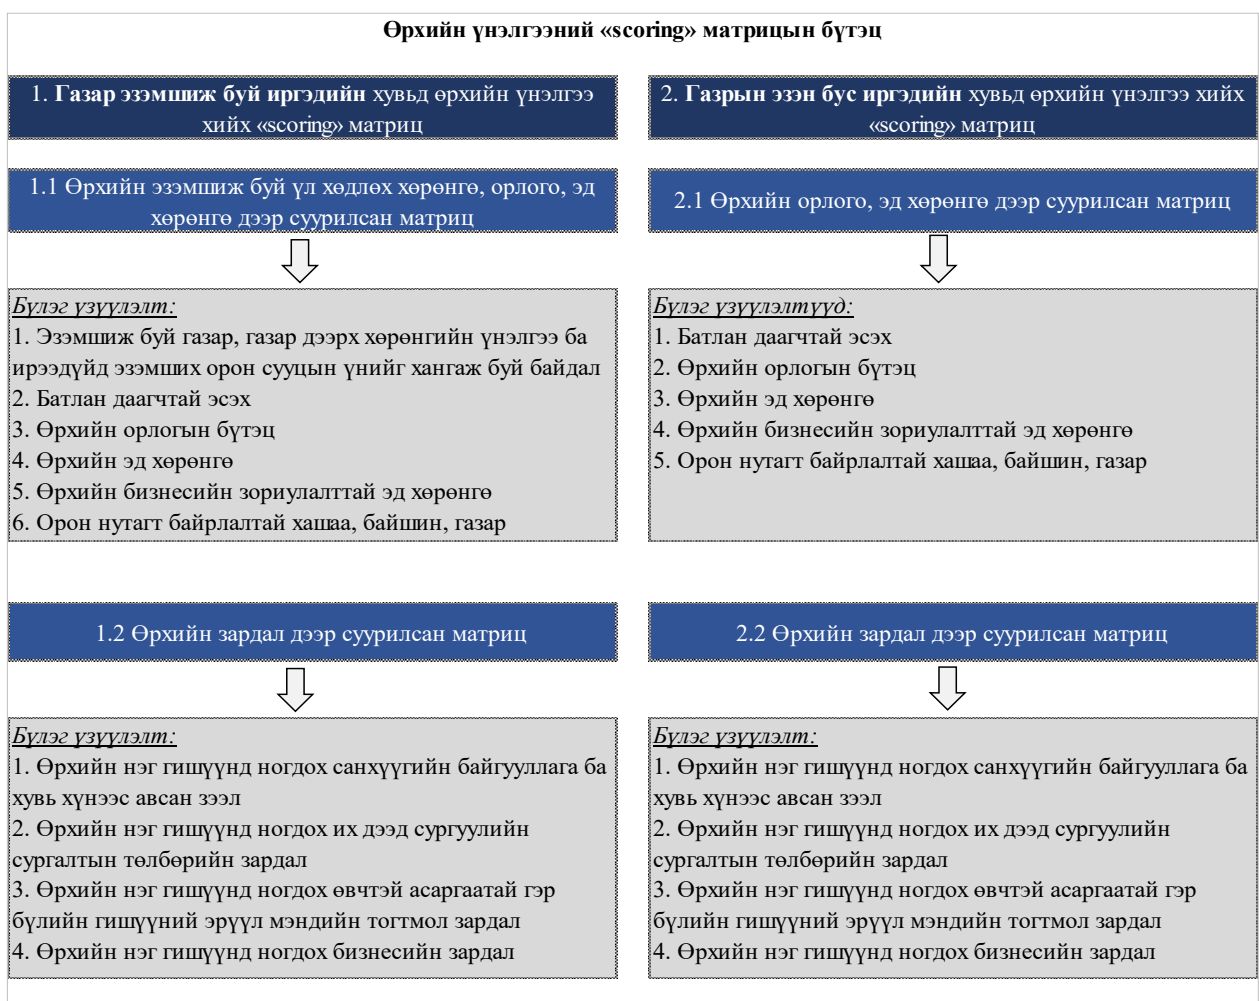 Өрхийн үнэлгээний «scoring» матрицын бүтэц
1. Газар эзэмшиж буй иргэдийн хувьд өрхийн үнэлгээ
хийх «scoring» матриц
1.1 Өрхийн эзэмшиж буй үл хөдлөх хөрөнгө, орлого, эд
хөрөнгө дээр суурилсан матриц
Бүлэг үзүүлэлт:
1. Эзэмшиж буй газар, газар дээрх хөрөнгийн үнэлгээ ба
ирээдүйд эзэмших орон сууцын үнийг хангаж буй байдал
2. Батлан даагчтай эсэх
3. Өрхийн орлогын бүтэц
4. Өрхийн эд хөрөнгө
5. Өрхийн бизнесийн зориулалттай эд хөрөнгө
6. Орон нутагт байрлалтай хашаа, байшин, газар
1.2 Өрхийн зардал дээр суурилсан матриц
Бүлэг үзүүлэлт:
1. Өрхийн нэг гишүүнд ногдох санхүүгийн байгууллага ба
хувь хүнээс авсан зээл
2. Өрхийн нэг гишүүнд ногдох их дээд сургуулийн
сургалтын төлбөрийн зардал
3. Өрхийн нэг гишүүнд ногдох өвчтэй асаргаатай гэр
бүлийн гишүүний эрүүл мэндийн тогтмол зардал
4. Өрхийн нэг гишүүнд ногдох бизнесийн зардал
2. Газрын эзэн бус иргэдийн хувьд өрхийн үнэлгээ хийх
«scoring» матриц
2.1 Өрхийн орлого, эд хөрөнгө дээр суурилсан матриц
Бүлэг үзүүлэлтүүд:
1. Батлан даагчтай эсэх
2. Өрхийн орлогын бүтэц
3. Өрхийн эд хөрөнгө
4. Өрхийн бизнесийн зориулалттай эд хөрөнгө
5. Орон нутагт байрлалтай хашаа, байшин, газар
2.2 Өрхийн зардал дээр суурилсан матриц
Бүлэг үзүүлэлт:
1. Өрхийн нэг гишүүнд ногдох санхүүгийн байгууллага ба
хувь хүнээс авсан зээл
2. Өрхийн нэг гишүүнд ногдох их дээд сургуулийн
сургалтын төлбөрийн зардал
3. Өрхийн нэг гишүүнд ногдох өвчтэй асаргаатай гэр
бүлийн гишүүний эрүүл мэндийн тогтмол зардал
4. Өрхийн нэг гишүүнд ногдох бизнесийн зардал